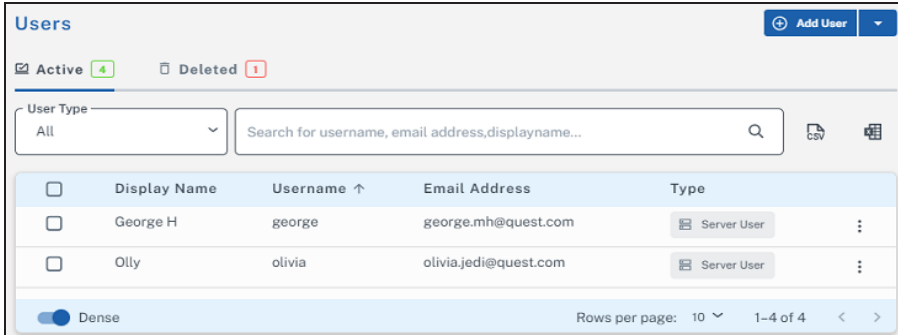 Users
Add User
Active 4 Deleted 1
User Type
All
Search for username, email address,displayname...
CSV
Display Name Username ↑ Email Address Type
George H george george.mh@quest.com Server User
Olly olivia olivia.jedi@quest.com Server User
Dense Rows per page: 10 1–4 of 4 < >